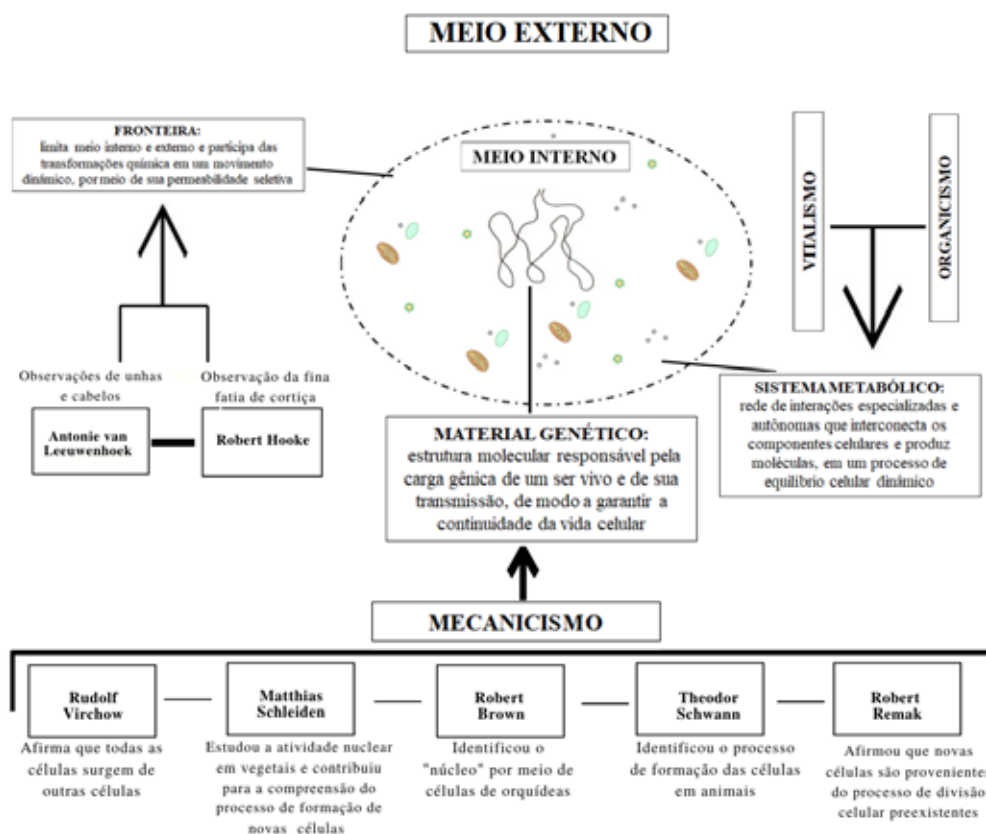 MEIO EXTERNO
FRONTEIRA:
limita meio interno e externo e participa das
transformações química em um movimento
dinâmico, por meio de sua permeabilidade seletiva
MEIO INTERNO
VITALISMO
ORGANICISMO
Observações de unhas
e cabelos
Observação da fina
fatia de cortiça
Antonie van
Leeuwenhoek
Robert Hooke
MATERIAL GENÉTICO:
estrutura molecular responsável pela
carga gênica de um ser vivo e de sua
transmissão, de modo a garantir a
continuidade da vida celular
SISTEMA METABÓLICO:
rede de interações especializadas e
autônomas que interconecta os
componentes celulares e produz
moléculas, em um processo de
equilíbrio celular dinâmico
MECANICISMO
Rudolf
Virchow
Afirma que todas as
células surgem de
outras células
Matthias
Schleiden
Estudou a atividade nuclear
em vegetais e contribuiu
para a compreensão do
processo de formação de
novas células
Robert
Brown
Identificou o
"núcleo" por meio de
células de orquídeas
Theodor
Schwann
Identificou o processo
de formação das células
em animais
Robert
Remak
Afirmou que novas
células são provenientes
do processo de divisão
celular preexistentes